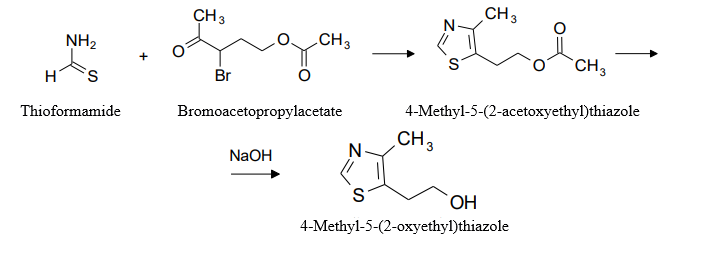 NH2
H
S
+
CH3
O
Br
O
CH3
O
N
CH3
S
O
O
CH3
Thioformamide
Bromoacetopropylacetate
4-Methyl-5-(2-acetoxyethyl)thiazole
NaOH
N
CH3
S
OH
4-Methyl-5-(2-oxyethyl)thiazole